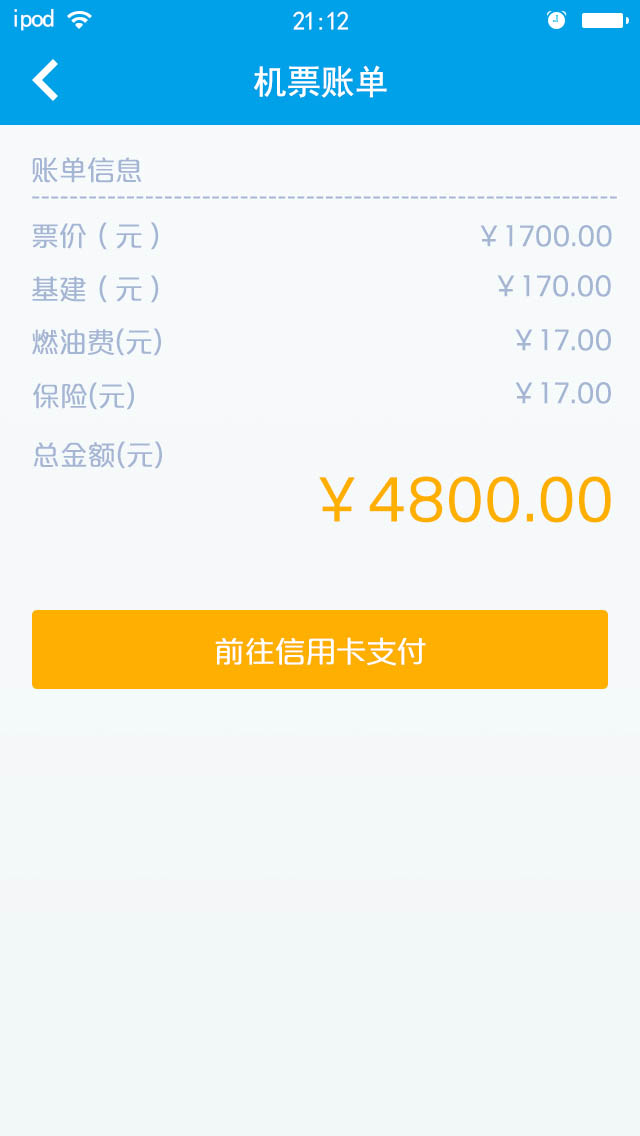 ipod 21:12
机票账单
账单信息
票价（元） ￥1700.00
基建（元） ￥170.00
燃油费(元) ￥17.00
保险(元) ￥17.00
总金额(元)
￥4800.00
前往信用卡支付